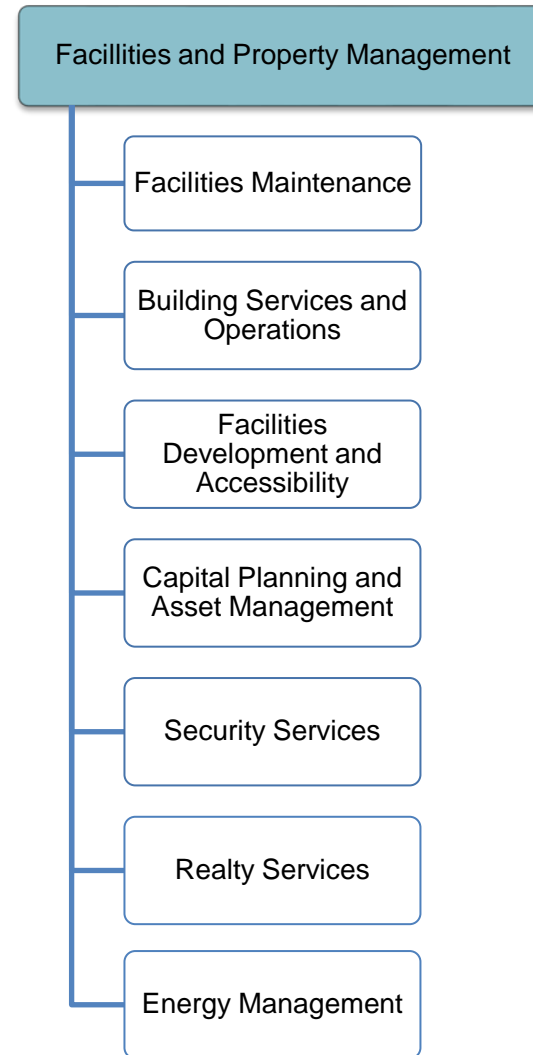 Facillities and Property Management
Facilities Maintenance
Building Services and
Operations
Facilities
Development and
Accessibility
Capital Planning and
Asset Management
Security Services
Realty Services
Energy Management